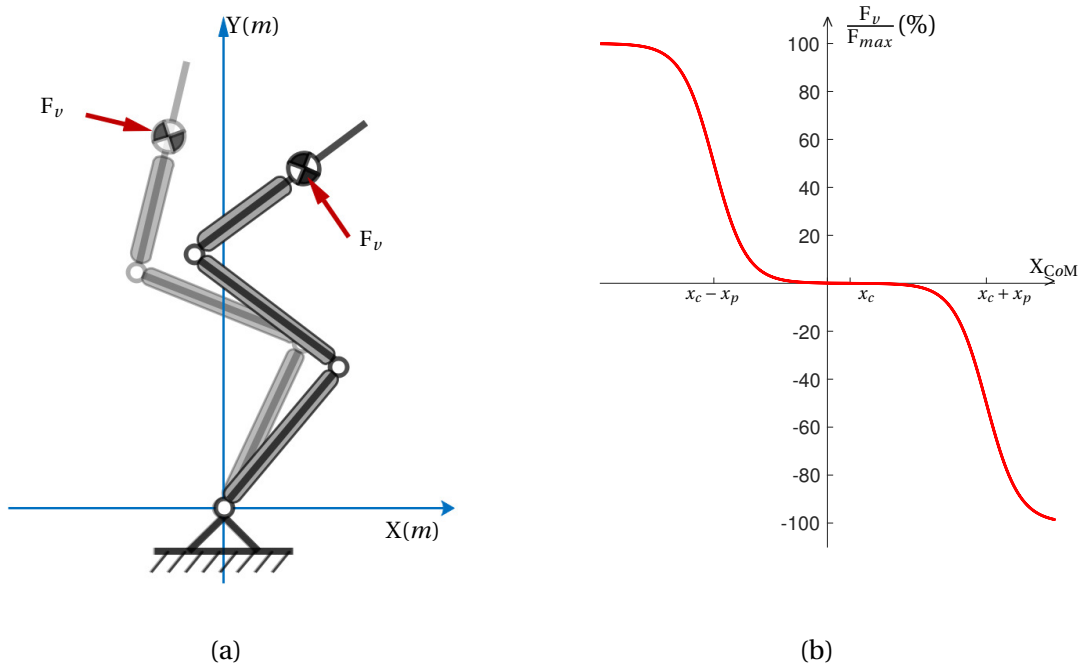 Y(m)
F_v
F_v
X(m)
(a)
F_v
F_max (%)
100
80
60
40
20
X_CoM
x_c − x_p
x_c
x_c + x_p
-20
-40
-60
-80
-100
(b)